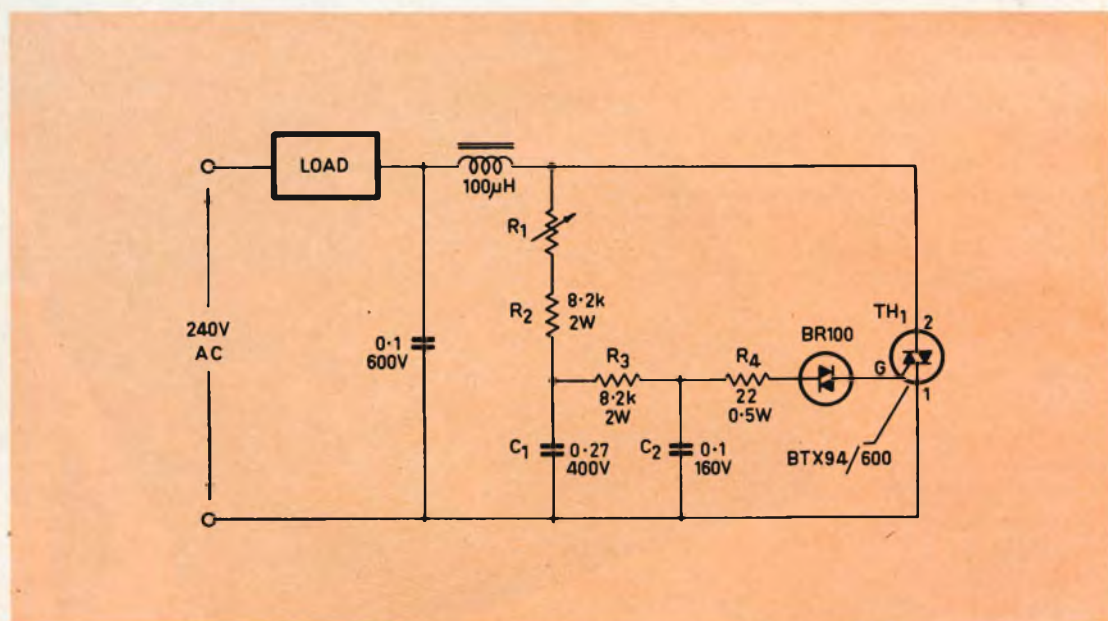 LOAD
100µH
R1
R2
8·2k
2W
240V
AC
0·1
600V
R3
8·2k
2W
R4
22
0.5W
BR100
TH1
2
G
1
C1
0·27
400V
C2
0·1
160V
BTX94/600